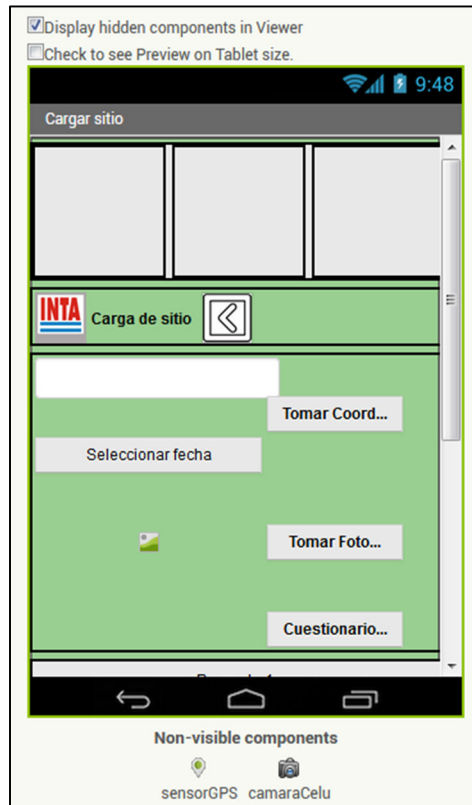 Display hidden components in Viewer
Check to see Preview on Tablet size.
9:48
Cargar sitio
INTA Carga de sitio
Tomar Coord...
Seleccionar fecha
Tomar Foto...
Cuestionario...
Non-visible components
sensorGPS camaraCelu